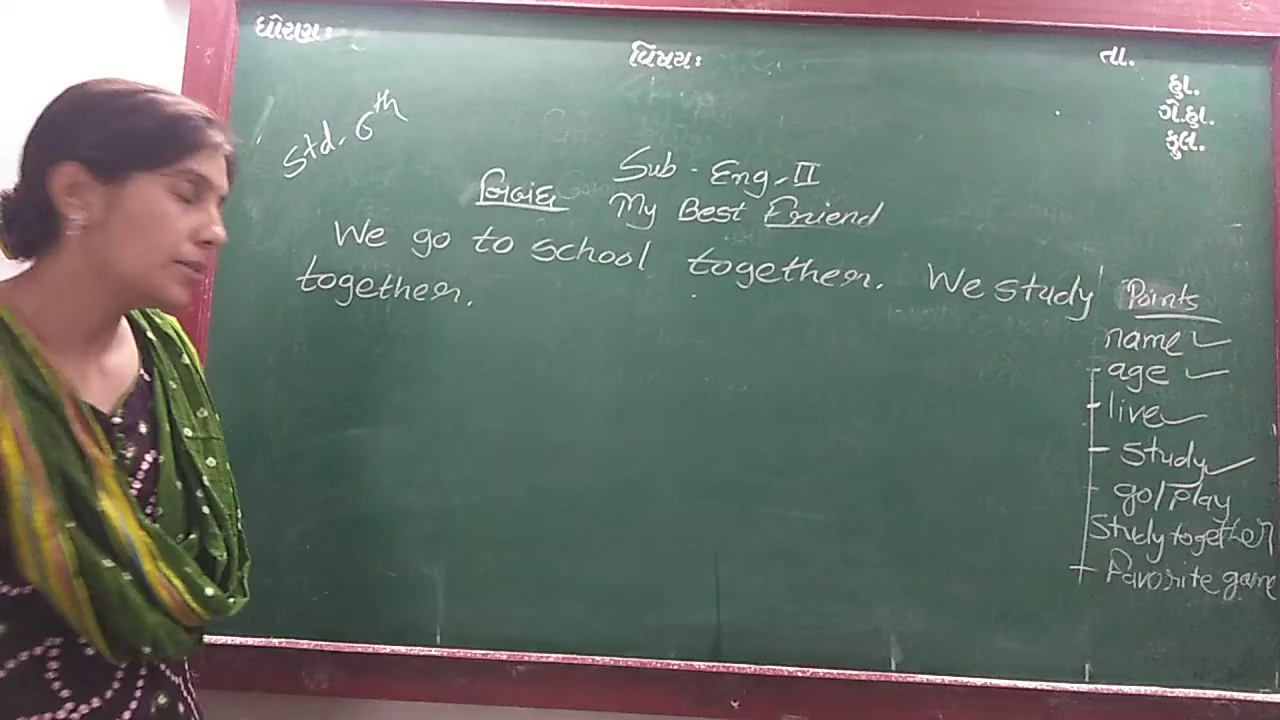 ધોરણઃ
વિષયઃ
તા.
હા.
ગે.હા.
કુલ.
Std. 6th
Sub - Eng. II
નિબંધ My Best Friend
We go to school together. We study
together.
Points
name ✓
age ✓
live ✓
study ✓
go/play
Study together
Favorite game